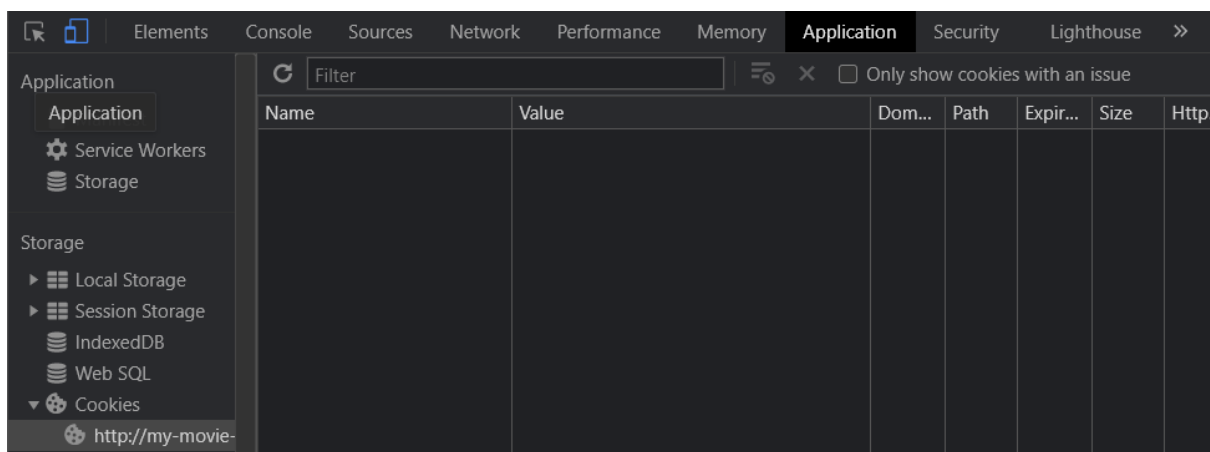 Elements Console Sources Network Performance Memory Application Security Lighthouse »
Application
Application
Service Workers
Storage
Storage
Local Storage
Session Storage
IndexedDB
Web SQL
Cookies
http://my-movie-
Filter
Only show cookies with an issue
Name Value Dom... Path Expir... Size Http